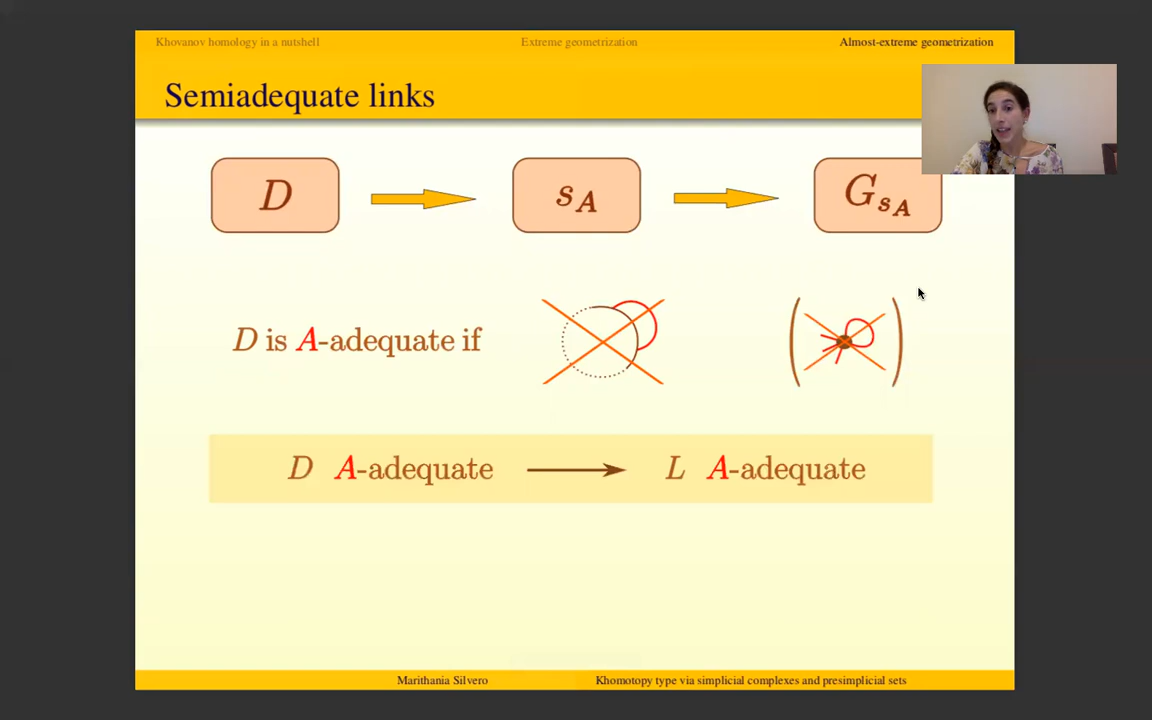 Khovanov homology in a nutshell Extreme geometrization Almost-extreme geometrization
Semiadequate links
D s_A G_{s_A}
D is A-adequate if
D A-adequate L A-adequate
Marithania Silvero Khomotopy type via simplicial complexes and presimplicial sets